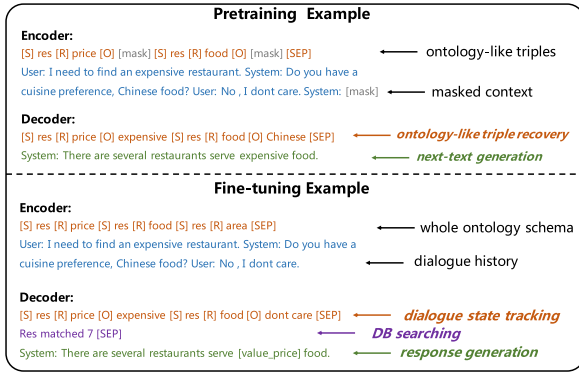 Pretraining Example
Encoder:
[S] res [R] price [O] [mask] [S] res [R] food [O] [mask] [SEP]
ontology-like triples
User: I need to find an expensive restaurant. System: Do you have a
cuisine preference, Chinese food? User: No , I dont care. System: [mask]
masked context
Decoder:
[S] res [R] price [O] expensive [S] res [R] food [O] Chinese [SEP]
ontology-like triple recovery
System: There are several restaurants serve expensive food.
next-text generation
Fine-tuning Example
Encoder:
[S] res [R] price [S] res [R] food [S] res [R] area [SEP]
whole ontology schema
User: I need to find an expensive restaurant. System: Do you have a
cuisine preference, Chinese food? User: No , I dont care.
dialogue history
Decoder:
[S] res [R] price [O] expensive [S] res [R] food [O] dont care [SEP]
dialogue state tracking
Res matched 7 [SEP]
DB searching
System: There are several restaurants serve [value_price] food.
response generation